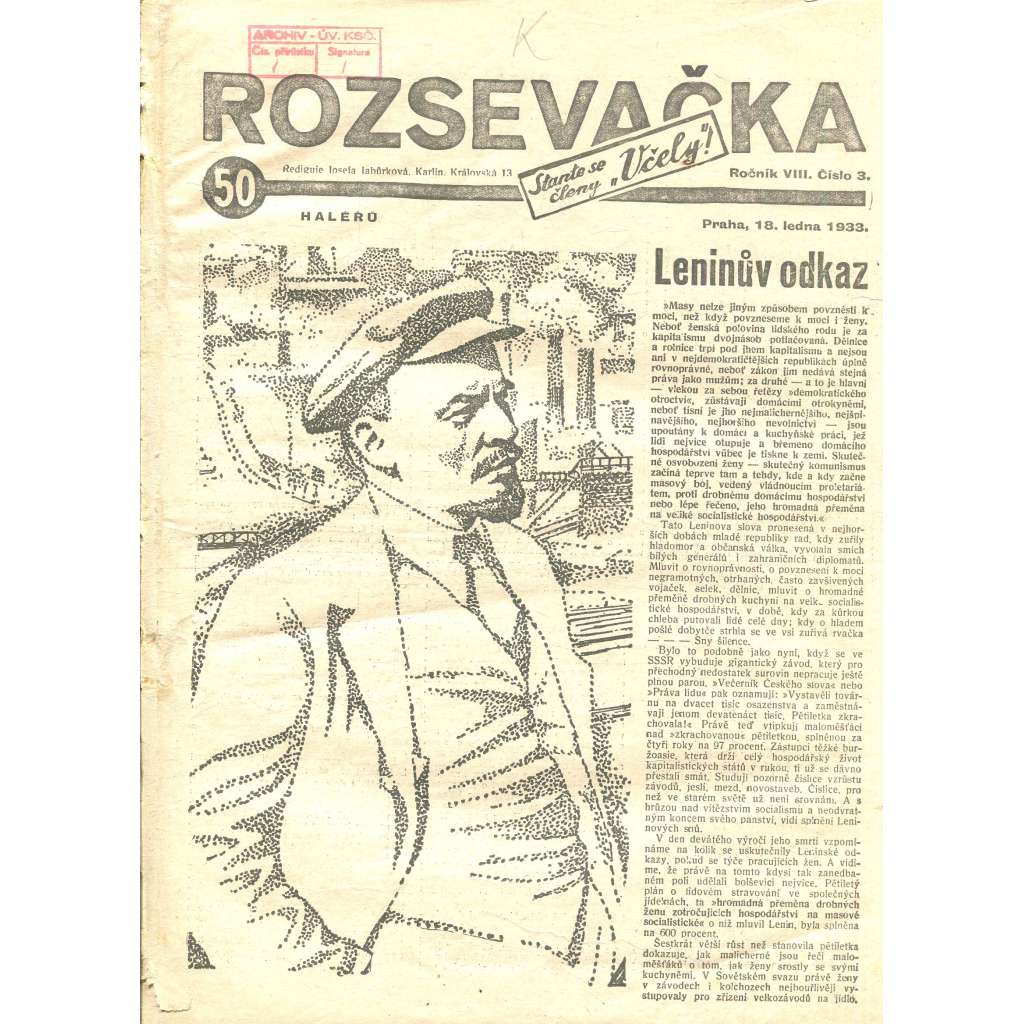 K
ARCHIV - ÚV. KSČ.
Čís. přírůstku
Signatura
ROZSEVAČKA
Staňte se
členy „Včely"!
50
Rediguje Josefa Jabůrková, Karlín, Královská 13
Ročník VIII. Číslo 3.
HALÉŘŮ
Praha, 18. ledna 1933.
Leninův odkaz
»Masy nelze jiným způsobem povznésti k
moci, než když povzneseme k moci i ženy.
Neboť ženská polovina lidského rodu je za
kapitalismu dvojnásob potlačovaná. Dělnice
a rolnice trpí pod jhem kapitalismu a nejsou
ani v nejdemokratičtějších republikách úplně
rovnoprávné, neboť zákon jim nedává stejná
práva jako mužům; za druhé — a to je hlavní
— vlekou za sebou řetězy »demokratického
otroctví«, zůstávají domácími otrokyněmi,
neboť tísní je jho nejmalichernějšího, nejšpi-
navějšího, nejhoršího nevolnictví — jsou
upoutány k domácí a kuchyňské práci, jež
lidi nejvíce otupuje a břemeno domácího
hospodářství vůbec je tiskne k zemi. Skuteč-
né osvobození ženy — skutečný komunismus
začíná teprve tam a tehdy, kde a kdy začne
masový boj, vedený vládnoucím proletariá-
tem, proti drobnému domácímu hospodářství
nebo lépe řečeno, jeho hromadná přeměna
na veliké socialistické hospodářství.«
Tato Leninova slova pronesená v nejhor-
ších dobách mladé republiky rad, kdy zuřily
hladomor a občanská válka, vyvolala smích
bílých generálů i zahraničních diplomatů.
Mluvit o rovnoprávnosti, o povznesení k moci
negramotných, otrhaných, často zavšivených
vojaček, selek, dělnic, mluvit o hromadné
přeměně drobných kuchyní na velké socialis-
tické hospodářství, v době, kdy za kůrkou
chleba putovali lidé celé dny; kdy o hladem
pošlé dobytče strhla se ve vsi zuřivá rvačka
— — — Sny šílence.
Bylo to podobně jako nyní, když se ve
SSSR vybuduje gigantický závod, který pro
přechodný nedostatek surovin nepracuje ještě
plnou parou. »Večerník Českého slova« nebo
»Práva lidu« pak oznamují: »Vystavěli továr-
nu na dvacet tisíc osazenstva a zaměstná-
vají jenom devatenáct tisíc. Pětiletka zkra-
chovala!« Právě teď vtipkují maloměšťáci
nad »zkrachovanou« pětiletkou, splněnou za
čtyři roky na 97 procent. Zástupci těžké bur-
žoasie, která drží celý hospodářský život
kapitalistických států v rukou, ti už se dávno
přestali smát. Studují pozorně číslice vzrůstu
závodů, jeslí, mezd, novostaveb. Číslice, pro
než ve starém světě už není srovnání. A s
hrůzou nad vítězstvím socialismu a neodvrat-
ným koncem svého panství, vidí splnění Leni-
nových snů.
V den devátého výročí jeho smrti vzpomí-
náme na kolik se uskutečnily Leninské od-
kazy, pokud se týče pracujících žen. A vidí-
me, že právě na tomto kdysi tak zanedba-
ném poli udělali bolševici nejvíce. Pětiletý
plán o lidovém stravování ve společných
jídelnách, ta »hromadná přeměna drobných
ženu zotročujících hospodářství na masové
socialistické« o níž mluvil Lenin, byla splněna
na 600 procent.
Šestkrát větší růst než stanovila pětiletka
dokazuje, jak malicherné jsou řeči malo-
měšťáků o tom, jak ženy srostly se svými
kuchyněmi. V Sovětském svazu právě ženy
v závodech i kolchozech nejbouřlivěji vy-
stupovaly pro zřízení velkozávodů na jídlo.